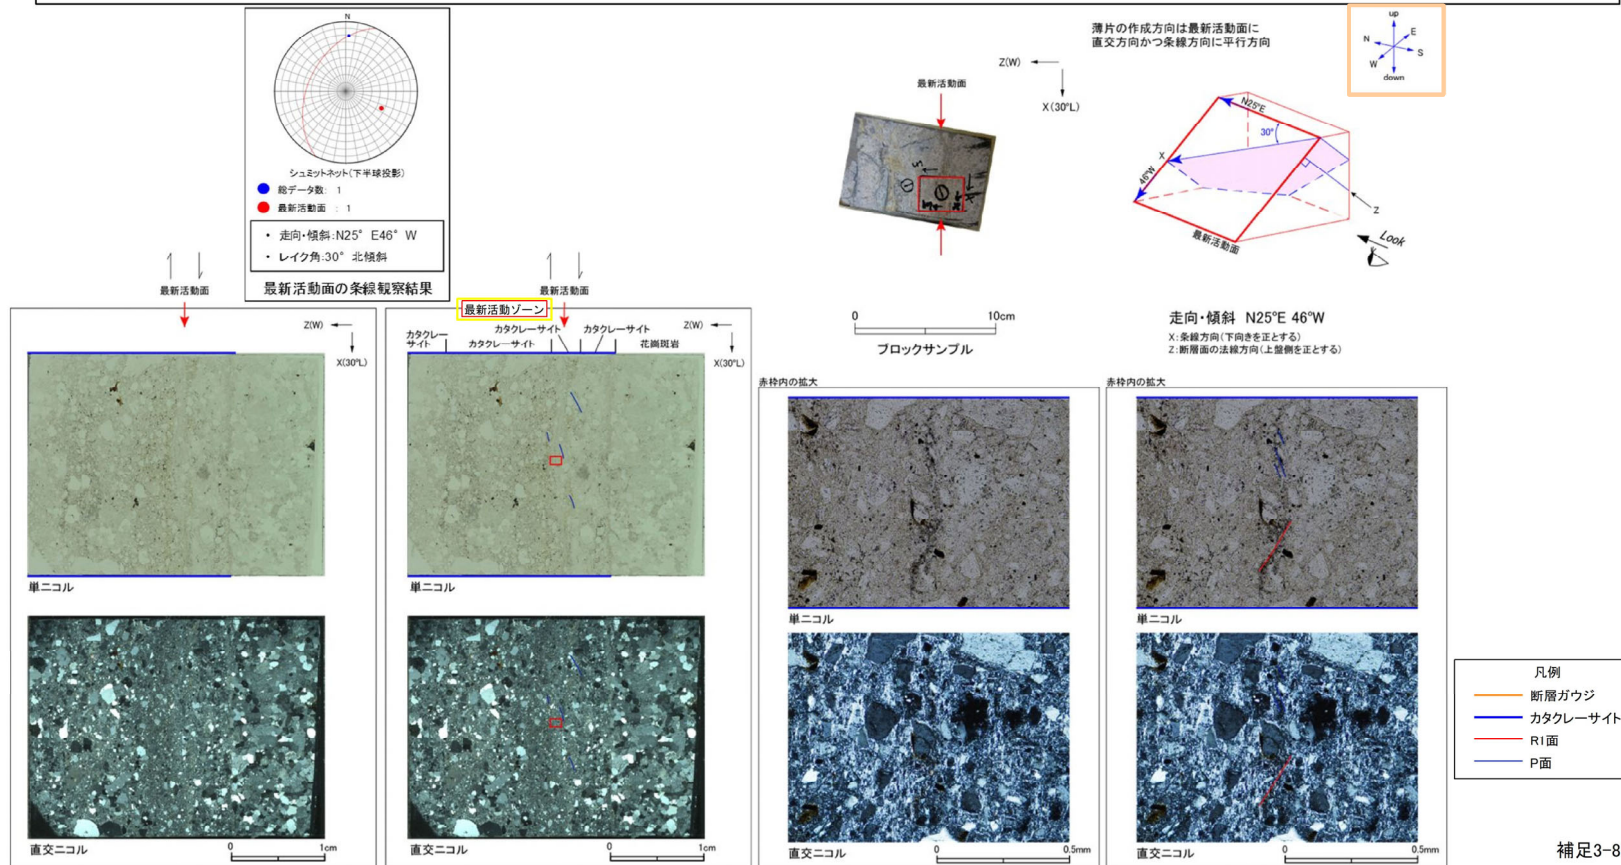 N
シュミットネット(下半球投影)
総データ数: 1
最新活動面 : 1
・ 走向・傾斜:N25° E46° W
・ レイク角:30° 北傾斜
最新活動面の条線観察結果
薄片の作成方向は最新活動面に
直交方向かつ条線方向に平行方向
up
N
E
W
S
down
Z(W)
X(30°L)
最新活動面
0
10cm
ブロックサンプル
N25°E
30°
X
46°W
Z
最新活動面
Look
走向・傾斜 N25°E 46°W
X:条線方向(下向きを正とする)
Z:断層面の法線方向(上盤側を正とする)
最新活動面
Z(W)
X(30°L)
単ニコル
直交ニコル
0
1cm
最新活動面
最新活動ゾーン
Z(W)
X(30°L)
カタクレー
サイト
カタクレーサイト
カタクレーサイト
カタクレーサイト
花崗斑岩
単ニコル
直交ニコル
0
1cm
赤枠内の拡大
単ニコル
直交ニコル
0
0.5mm
赤枠内の拡大
単ニコル
直交ニコル
0
0.5mm
凡例
断層ガウジ
カタクレーサイト
R1面
P面
補足3-8